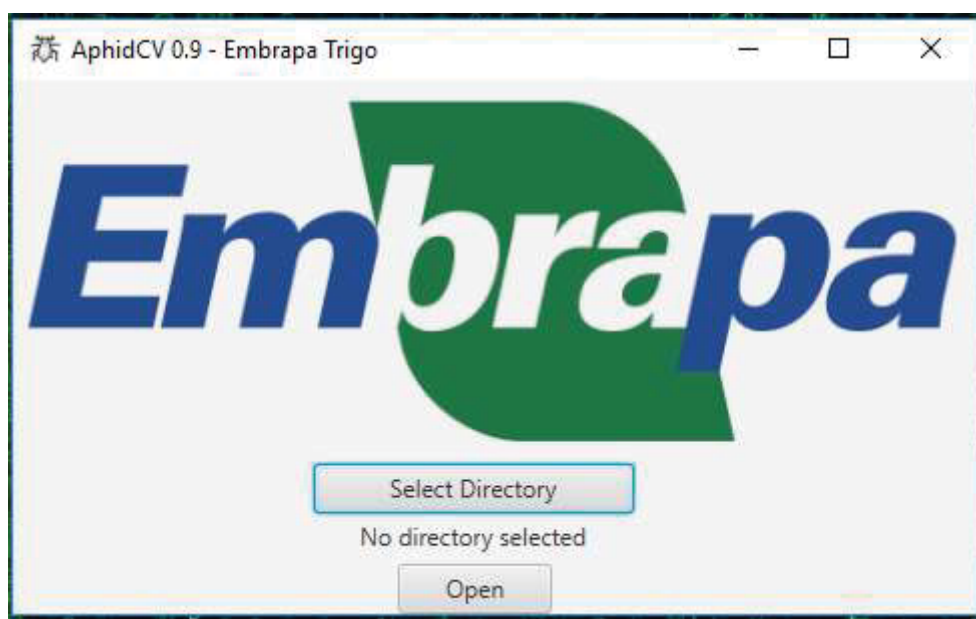 AphidCV 0.9 - Embrapa Trigo
Embrapa
Select Directory
No directory selected
Open